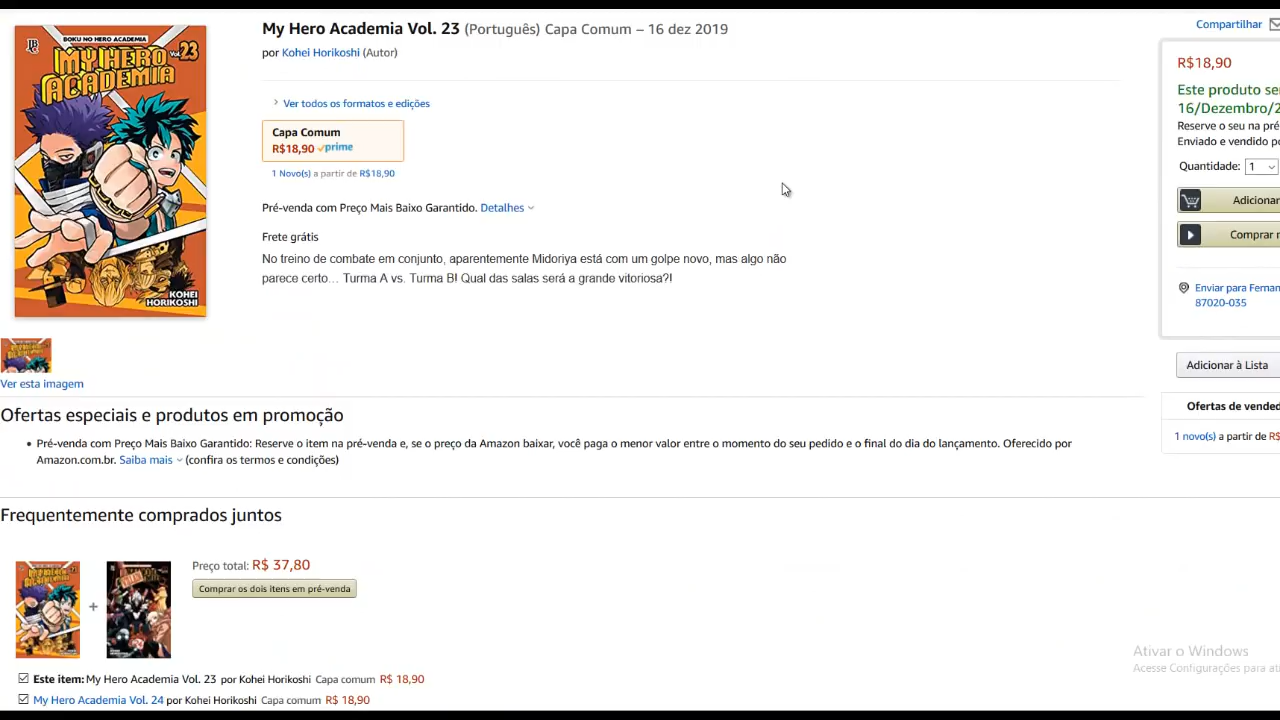 BOKU NO HERO ACADEMIA
MY HERO ACADEMIA
Vol. 23
JBC
KOHEI
HORIKOSHI
My Hero Academia Vol. 23 (Português) Capa Comum – 16 dez 2019
por Kohei Horikoshi (Autor)
Ver todos os formatos e edições
Capa Comum
R$18,90 prime
1 Novo(s) a partir de R$18,90
Pré-venda com Preço Mais Baixo Garantido. Detalhes
Frete grátis
No treino de combate em conjunto, aparentemente Midoriya está com um golpe novo, mas algo não
parece certo… Turma A vs. Turma B! Qual das salas será a grande vitoriosa?!
Compartilhar
R$18,90
Este produto se
16/Dezembro/2
Reserve o seu na pré
Enviado e vendido po
Quantidade: 1
Adicionar
Comprar
Enviar para Fernan
87020-035
Adicionar à Lista
Ofertas de vended
1 novo(s) a partir de R$
Ver esta imagem
Ofertas especiais e produtos em promoção
• Pré-venda com Preço Mais Baixo Garantido: Reserve o item na pré-venda e, se o preço da Amazon baixar, você paga o menor valor entre o momento do seu pedido e o final do dia do lançamento. Oferecido por
Amazon.com.br. Saiba mais (confira os termos e condições)
Frequentemente comprados juntos
+
Preço total: R$ 37,80
Comprar os dois itens em pré-venda
Este item: My Hero Academia Vol. 23 por Kohei Horikoshi Capa comum R$ 18,90
My Hero Academia Vol. 24 por Kohei Horikoshi Capa comum R$ 18,90
Ativar o Windows
Acesse Configurações para ati